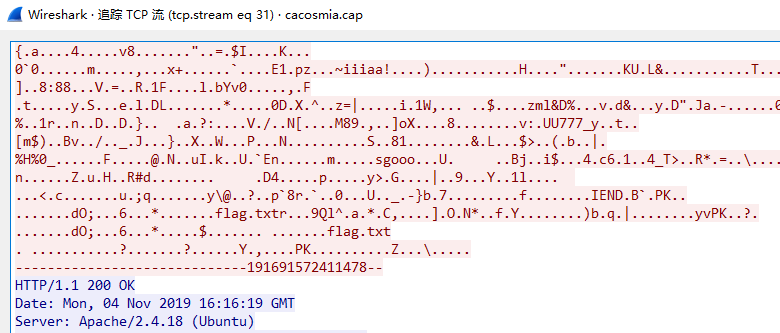 Wireshark · 追踪 TCP 流 (tcp.stream eq 31) · cacosmia.cap
{.a....4.....v8......."..=.$I....K...
0`0......m.....,...x+......`....E1.pz...~iiiaa!....)...........H....".......KU.L&..........T...
]..8:88...V.=..R.1F....l.bYv0.....,.F
.t.....y.S...e.l.DL.......*.....0D.X.^..z=|.....i.1W,... ..$....zml&D%...v.d&...y.D".Ja.-......0
%..1r..n..D..D.}.. .a.?:....V./..N[....M89.,..]oX....8.........v:.UU777_y..t..
[m$)..Bv../.._.J...}..X..W...P...N..........S..81........&.L...$>..(.b..|.
%H%0_......F.....@.N..uI.k..U.`En......m.....sgooo...U. .....Bj..i$...4.c6.1..4_T>..R*.=..\....
n......Z.u.H..R#d........ .....D4.....p.....y>.G....|..9...Y..1l....
...<.c........u.;q.......y\@..?..p`8r.`..0...U.._.-}b.7.........f........IEND.B`.PK..
.......dO;...6...*.......flag.txtr...9Ql^.a.*.C,....].O.N*..f.Y........)b.q.|........yvPK..?.
.......dO;...6...*.....$....... .......flag.txt
. ...........?.......?......Y.,....PK..........Z...\.....
-----------------------------191691572411478--
HTTP/1.1 200 OK
Date: Mon, 04 Nov 2019 16:16:19 GMT
Server: Apache/2.4.18 (Ubuntu)